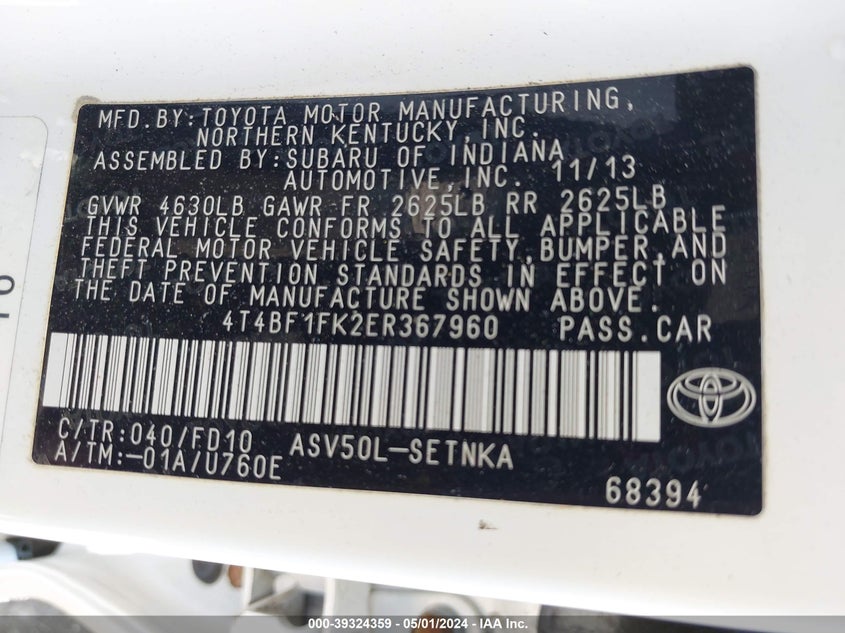 MFD.BY:TOYOTA MOTOR MANUFACTURING,
NORTHERN KENTUCKY,INC.
ASSEMBLED BY:SUBARU OF INDIANA
AUTOMOTIVE,INC. 11/13
GVWR 4630LB GAWR FR 2625LB RR 2625LB
THIS VEHICLE CONFORMS TO ALL APPLICABLE
FEDERAL MOTOR VEHICLE SAFETY,BUMPER,AND
THEFT PREVENTION STANDARDS IN EFFECT ON
THE DATE OF MANUFACTURE SHOWN ABOVE.
4T4BF1FK2ER367960 PASS.CAR
C/TR:040/FD10 ASV50L-SETNKA
A/TM:-01A/U760E
68394
000-39324359 - 05/01/2024 - IAA Inc.